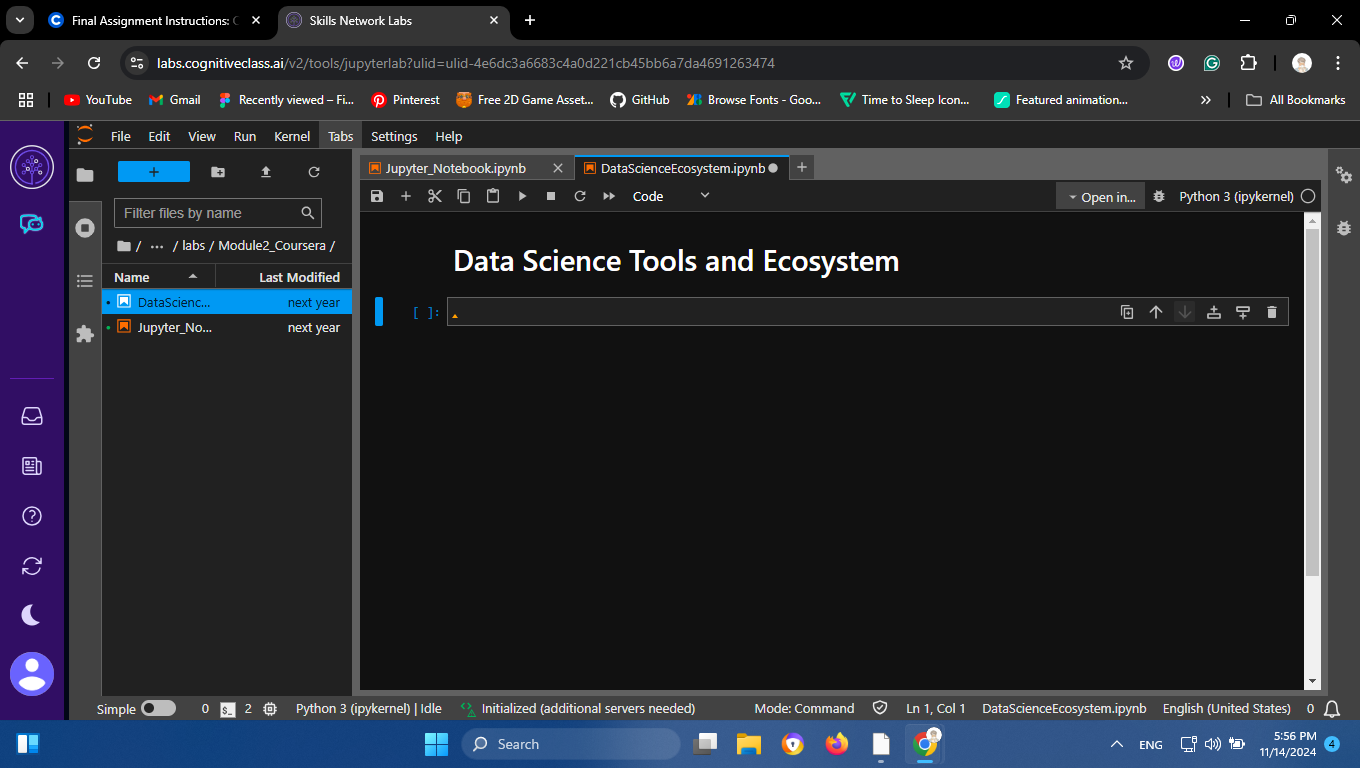 Final Assignment Instructions: C
Skills Network Labs
labs.cognitiveclass.ai/v2/tools/jupyterlab?ulid=ulid-4e6dc3a6683c4a0d221cb45bb6a7da4691263474
YouTube
Gmail
Recently viewed – Fi...
Pinterest
Free 2D Game Asset...
GitHub
Browse Fonts - Goo...
Time to Sleep Icon...
Featured animation...
All Bookmarks
File Edit View Run Kernel Tabs Settings Help
Filter files by name
/ ··· / labs / Module2_Coursera /
Name Last Modified
DataScienc... next year
Jupyter_No... next year
Jupyter_Notebook.ipynb
DataScienceEcosystem.ipynb
Code
Open in...
Python 3 (ipykernel)
Data Science Tools and Ecosystem
[ ]:
Simple 0 $_ 2 Python 3 (ipykernel) | Idle Initialized (additional servers needed) Mode: Command Ln 1, Col 1 DataScienceEcosystem.ipynb English (United States) 0
Search
ENG
5:56 PM
11/14/2024
4